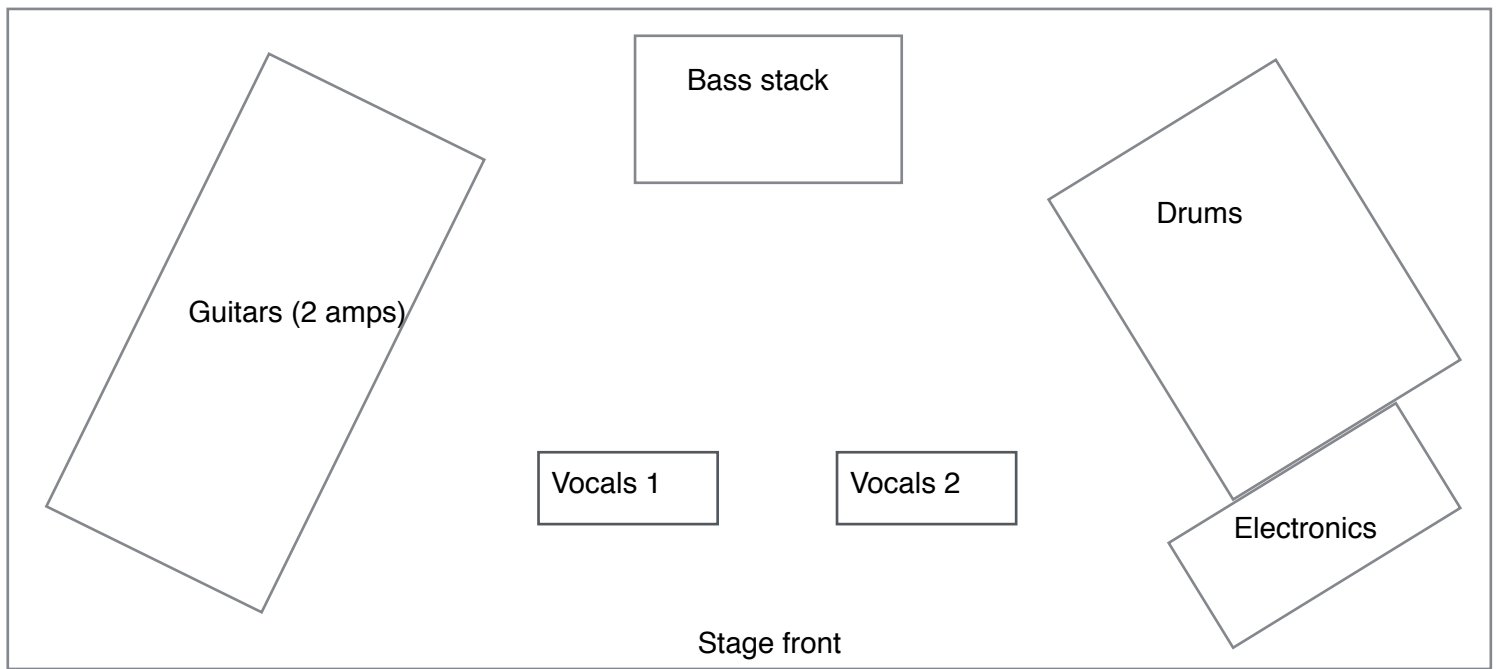 Bass stack
Drums
Guitars (2 amps)
Vocals 1
Vocals 2
Electronics
Stage front